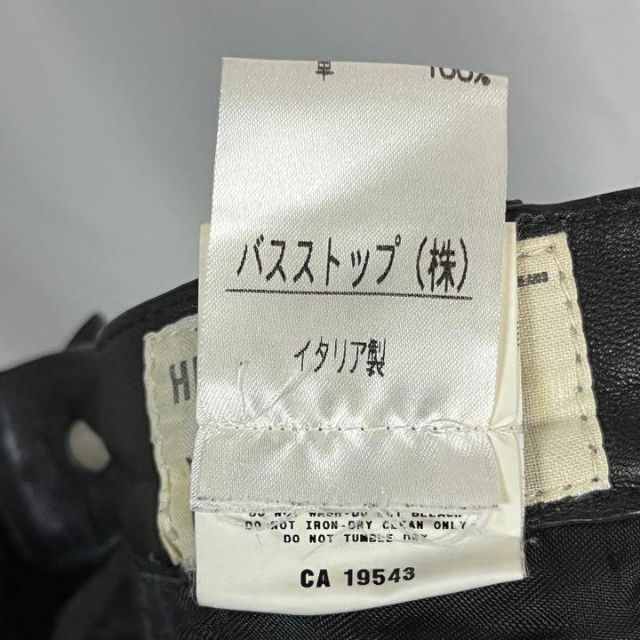 100%
バスストップ(株)
イタリア製
DO NOT WASH-DO NOT BLEACH
DO NOT IRON-DRY CLEAN ONLY
DO NOT TUMBLE DRY
CA 19543